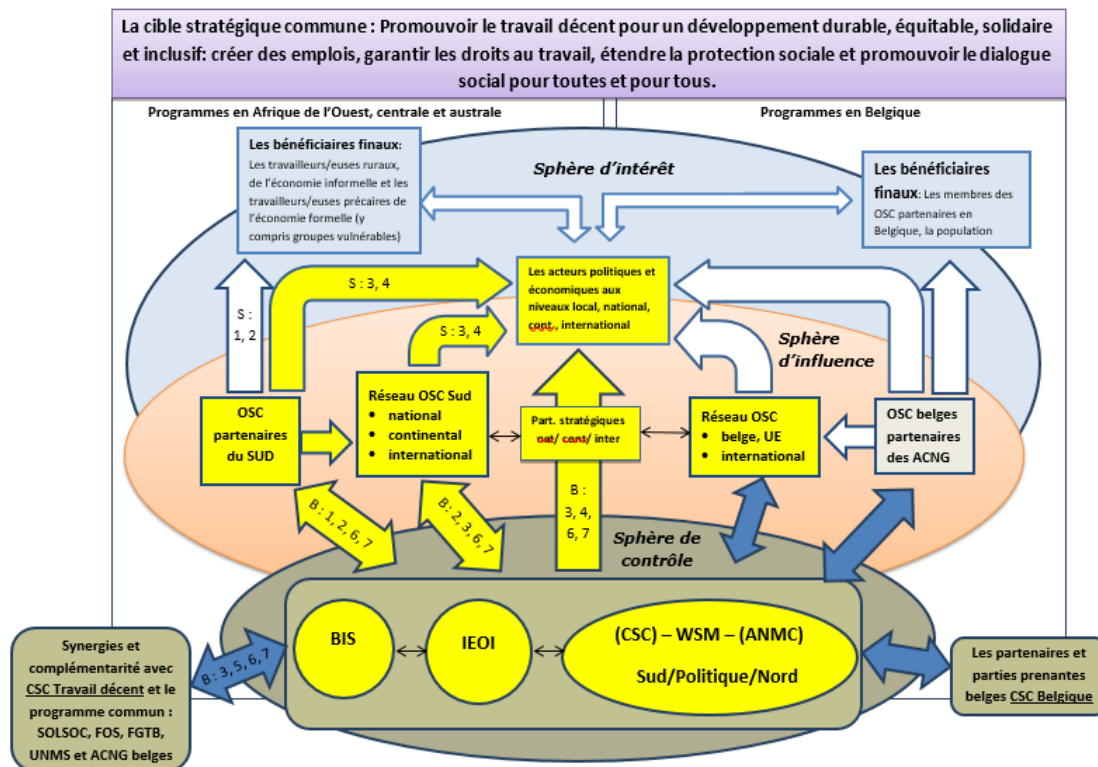 La cible stratégique commune : Promouvoir le travail décent pour un développement durable, équitable, solidaire
et inclusif: créer des emplois, garantir les droits au travail, étendre la protection sociale et promouvoir le dialogue
social pour toutes et pour tous.
Programmes en Afrique de l'Ouest, centrale et australe
Programmes en Belgique
Les bénéficiaires finaux:
Les travailleurs/euses ruraux,
de l'économie informelle et les
travailleurs/euses précaires de
l'économie formelle (y
compris groupes vulnérables)
Sphère d'intérêt
Les bénéficiaires
finaux: Les membres des
OSC partenaires en
Belgique, la population
S : 3, 4
Les acteurs politiques et
économiques aux
niveaux local, national,
cont., international
S :
1, 2
S : 3, 4
Sphère
d'influence
OSC
partenaires
du SUD
Réseau OSC Sud
• national
• continental
• international
Part. stratégiques
nat/ cont/ inter
Réseau OSC
• belge, UE
• international
OSC belges
partenaires
des ACNG
B : 1, 2, 6, 7
B : 2, 3, 6, 7
B :
3, 4,
6, 7
Sphère de
contrôle
BIS
IEOI
(CSC) – WSM – (ANMC)
Sud/Politique/Nord
Synergies et
complémentarité avec
CSC Travail décent et le
programme commun :
SOLSOC, FOS, FGTB,
UNMS et ACNG belges
B : 3, 5, 6, 7
Les partenaires et
parties prenantes
belges CSC Belgique